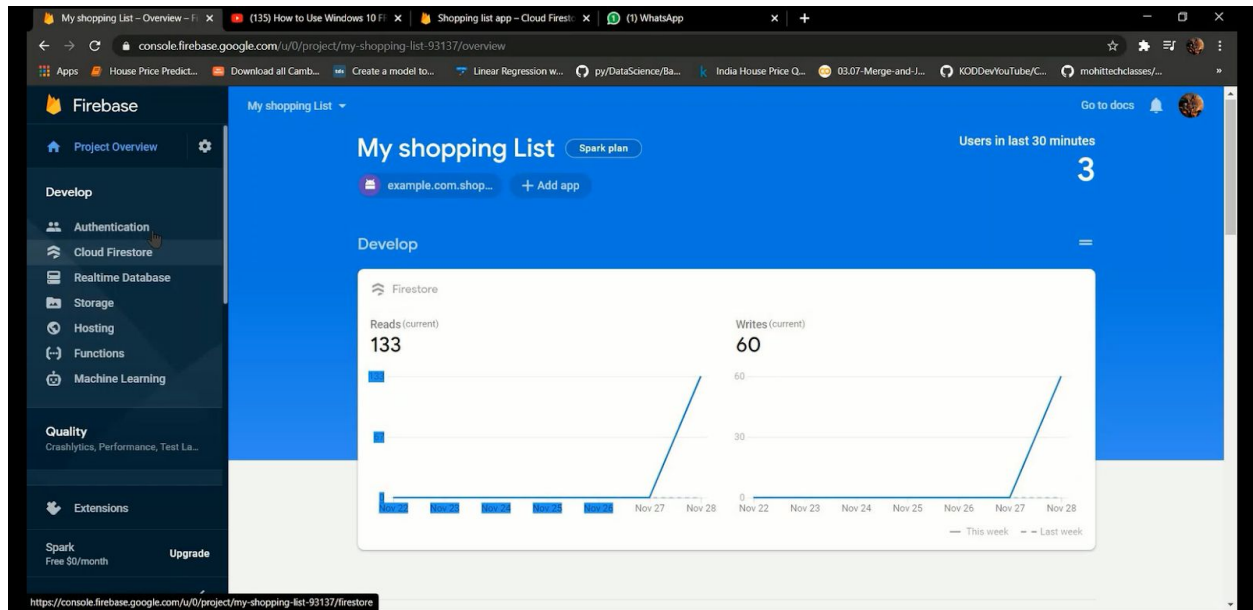 My shopping List – Overview – Fi
(135) How to Use Windows 10 Fi
Shopping list app – Cloud Firesto
(1) WhatsApp
console.firebase.google.com/u/0/project/my-shopping-list-93137/overview
Apps
House Price Predict...
Download all Camb...
Create a model to...
Linear Regression w...
py/DataScience/Ba...
India House Price Q...
03.07-Merge-and-J...
KODDevYouTube/C...
mohittechclasses/...
»
Firebase
My shopping List
Go to docs
Project Overview
My shopping List
Spark plan
Users in last 30 minutes
3
example.com.shop...
+ Add app
Develop
Authentication
Cloud Firestore
Realtime Database
Storage
Hosting
Functions
Machine Learning
Develop
Firestore
Reads (current)
133
Writes (current)
60
133
67
0
Nov 22 Nov 23 Nov 24 Nov 25 Nov 26 Nov 27 Nov 28
60
30
0
Nov 22 Nov 23 Nov 24 Nov 25 Nov 26 Nov 27 Nov 28
This week
Last week
Quality
Crashlytics, Performance, Test La...
Extensions
Spark
Free $0/month
Upgrade
https://console.firebase.google.com/u/0/project/my-shopping-list-93137/firestore